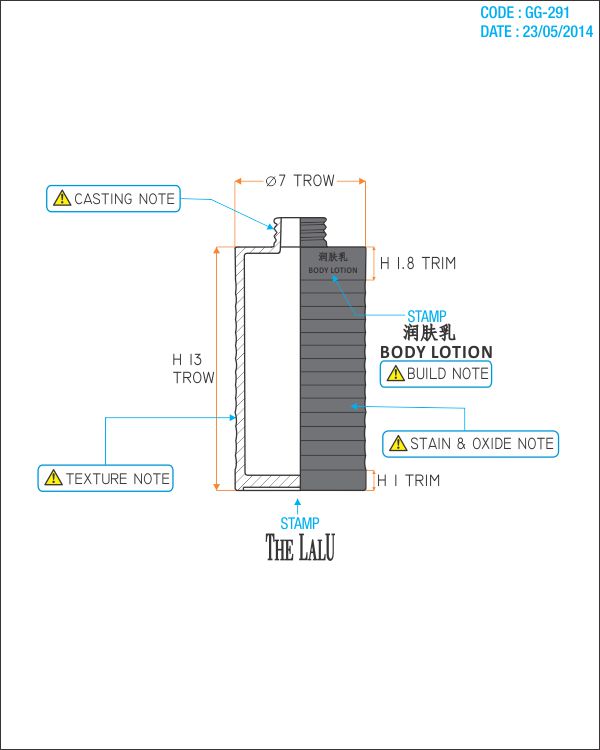 CODE : GG-291
DATE : 23/05/2014
⌀7 TROW
CASTING NOTE
润肤乳
BODY LOTION
H 1.8 TRIM
STAMP
润肤乳
BODY LOTION
BUILD NOTE
H 13
TROW
STAIN & OXIDE NOTE
TEXTURE NOTE
H 1 TRIM
STAMP
THE LALU